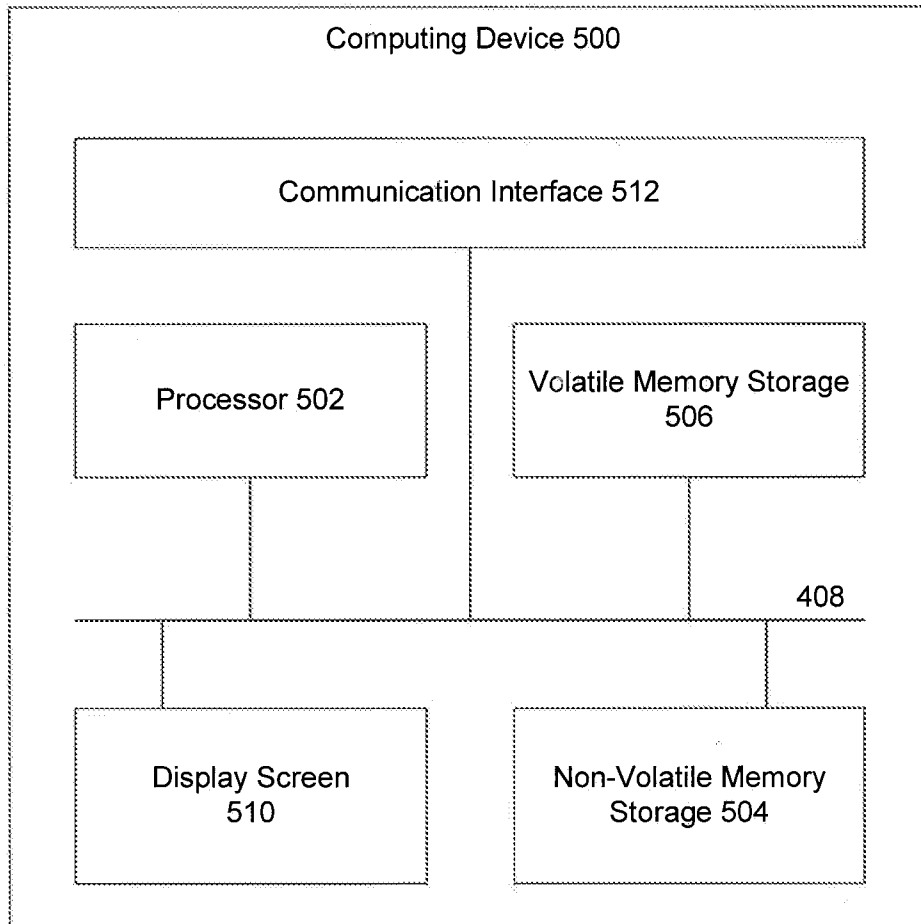 Computing Device 500
Communication Interface 512
Processor 502
Volatile Memory Storage
506
408
Display Screen
510
Non-Volatile Memory
Storage 504